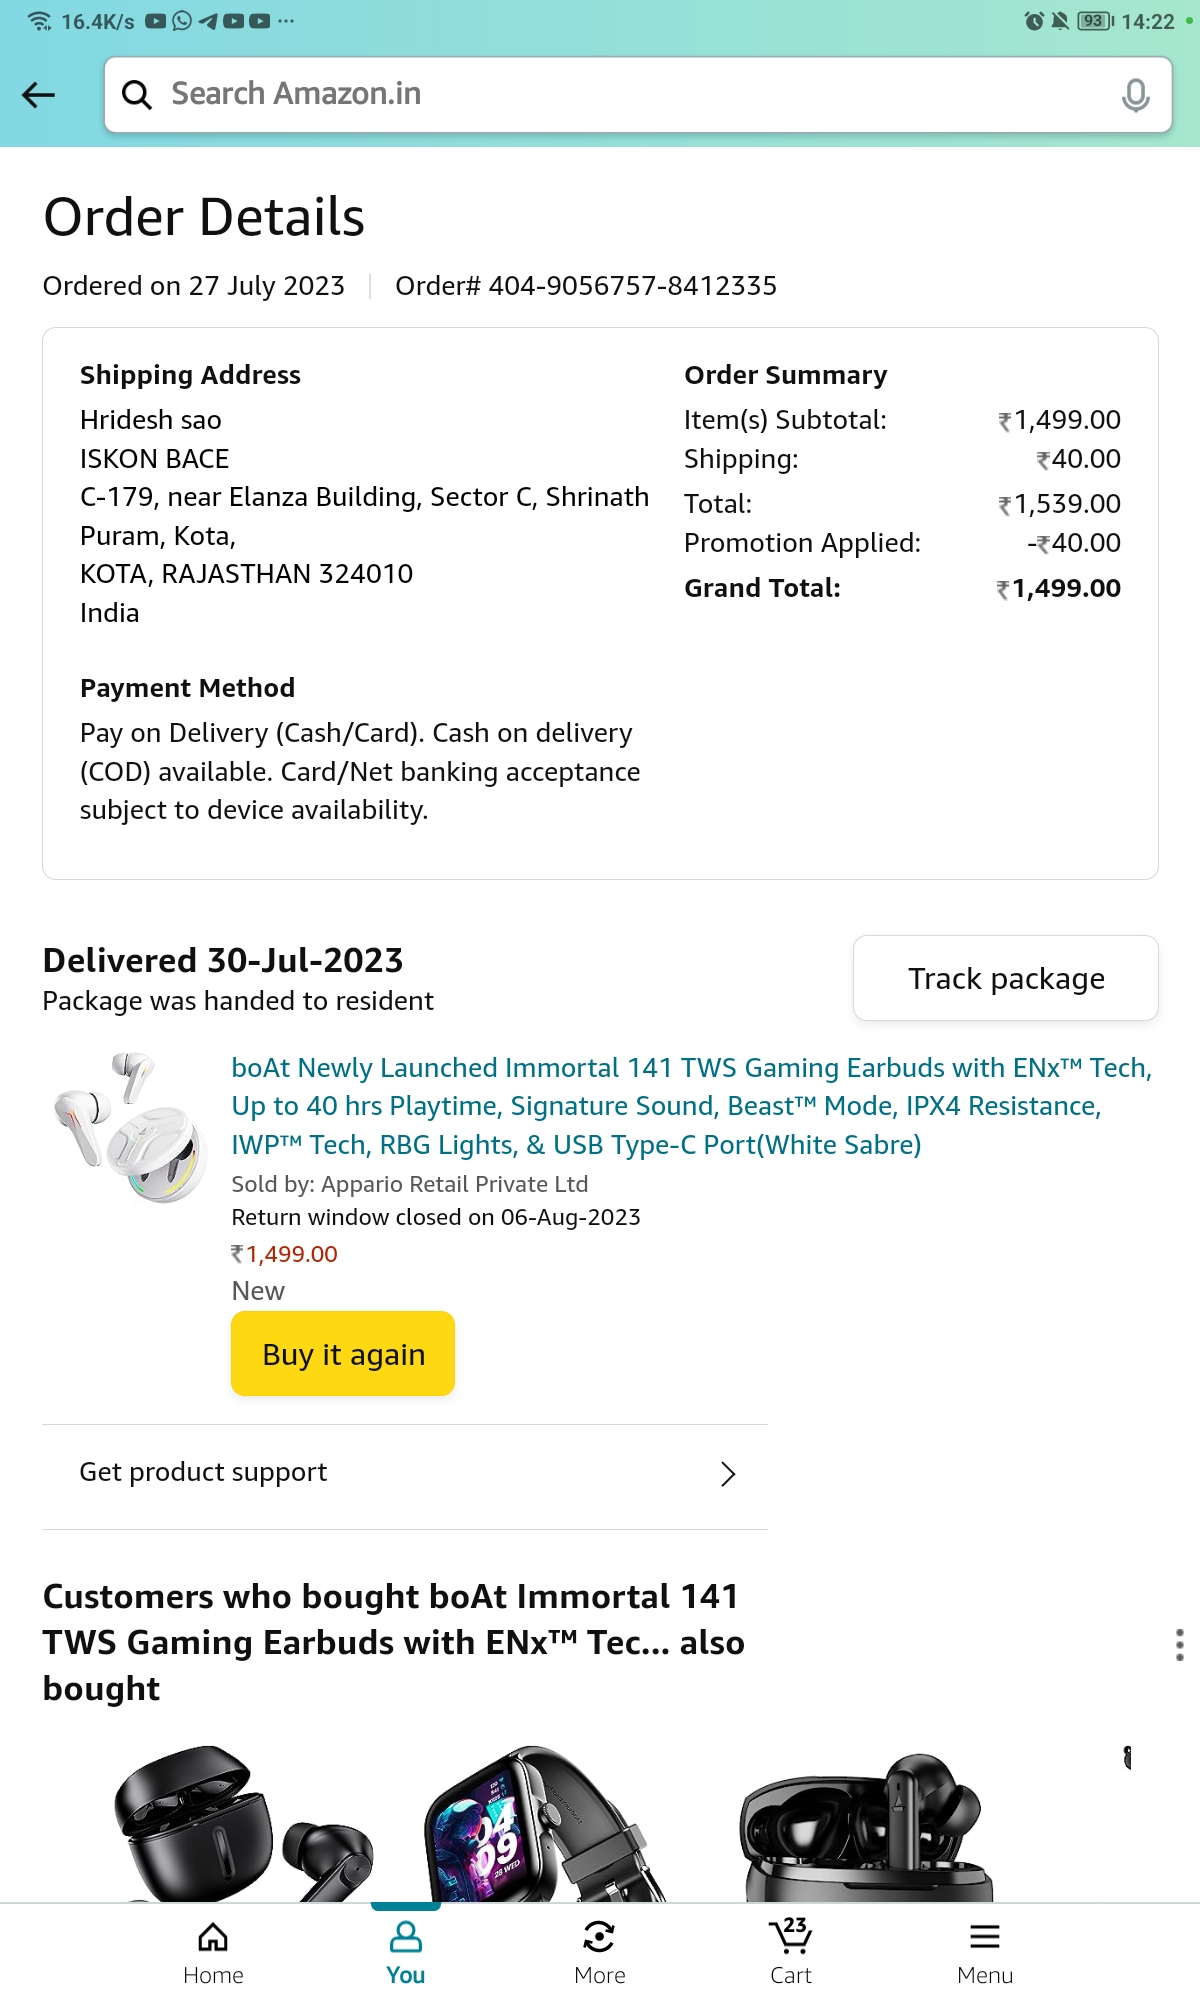 16.4K/s
93
14:22
Search Amazon.in
Order Details
Ordered on 27 July 2023
Order# 404-9056757-8412335
Shipping Address
Hridesh sao
ISKON BACE
C-179, near Elanza Building, Sector C, Shrinath
Puram, Kota,
KOTA, RAJASTHAN 324010
India
Payment Method
Pay on Delivery (Cash/Card). Cash on delivery
(COD) available. Card/Net banking acceptance
subject to device availability.
Order Summary
Item(s) Subtotal: ₹1,499.00
Shipping: ₹40.00
Total: ₹1,539.00
Promotion Applied: -₹40.00
Grand Total: ₹1,499.00
Delivered 30-Jul-2023
Package was handed to resident
Track package
boAt Newly Launched Immortal 141 TWS Gaming Earbuds with ENx™ Tech,
Up to 40 hrs Playtime, Signature Sound, Beast™ Mode, IPX4 Resistance,
IWP™ Tech, RBG Lights, & USB Type-C Port(White Sabre)
Sold by: Appario Retail Private Ltd
Return window closed on 06-Aug-2023
₹1,499.00
New
Buy it again
Get product support
Customers who bought boAt Immortal 141
TWS Gaming Earbuds with ENx™ Tec... also
bought
04
09
28 WED
Home
You
More
23
Cart
Menu